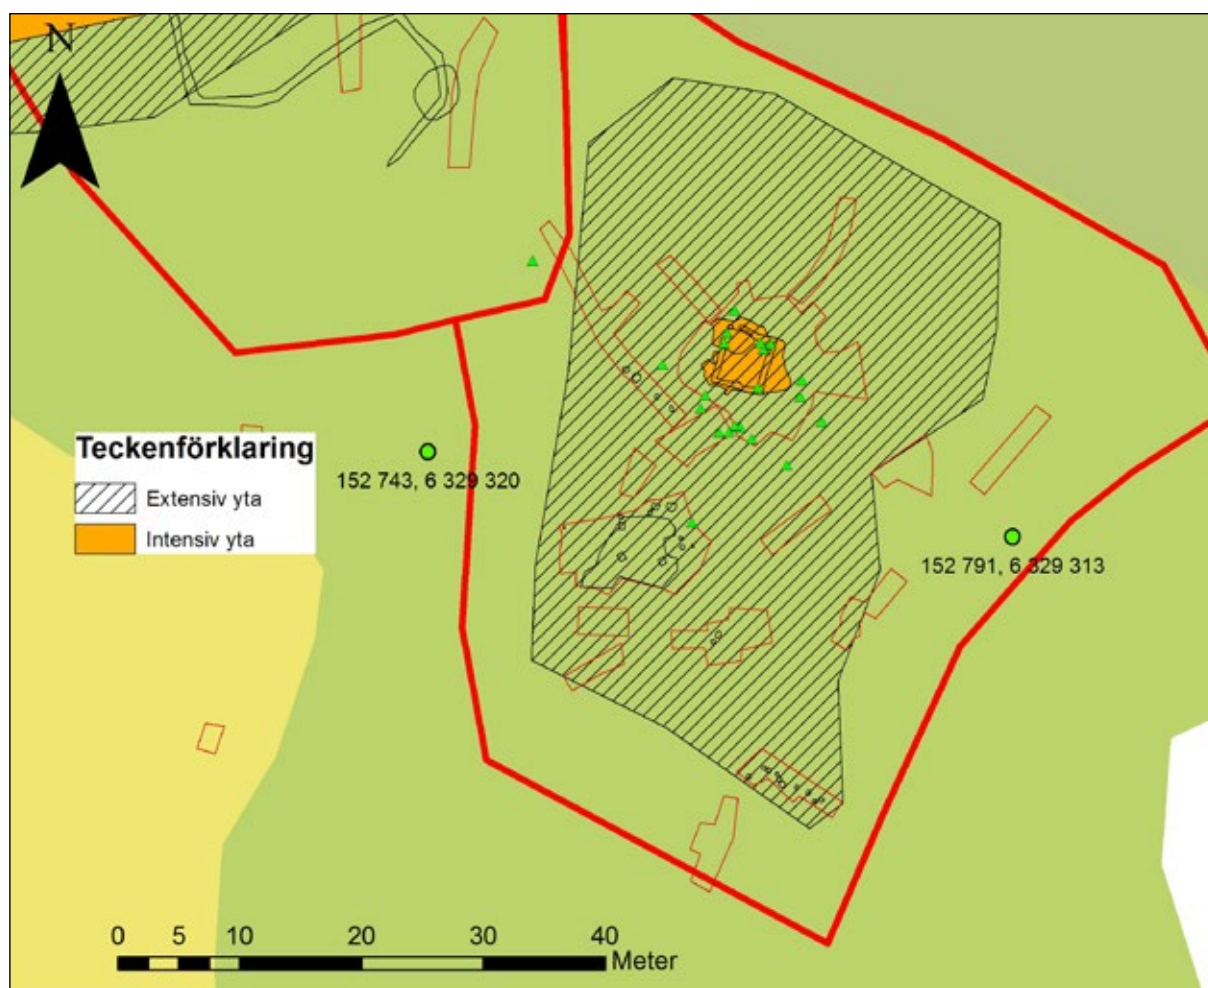 N
Teckenförklaring
Extensiv yta
Intensiv yta
152 743, 6 329 320
152 791, 6 329 313
0 5 10 20 30 40
Meter